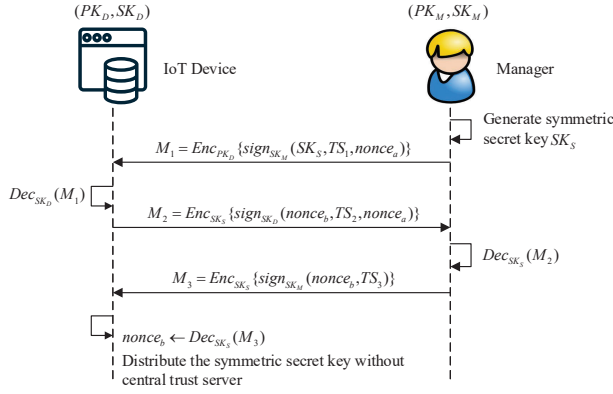 (PK_D, SK_D)
(PK_M, SK_M)
IoT Device
Manager
Generate symmetric
secret key SK_S
M_1 = Enc_{PK_D}{sign_{SK_M}(SK_S, TS_1, nonce_a)}
Dec_{SK_D}(M_1)
M_2 = Enc_{SK_S}{sign_{SK_D}(nonce_b, TS_2, nonce_a)}
Dec_{SK_S}(M_2)
M_3 = Enc_{SK_S}{sign_{SK_M}(nonce_b, TS_3)}
nonce_b ← Dec_{SK_S}(M_3)
Distribute the symmetric secret key without
central trust server